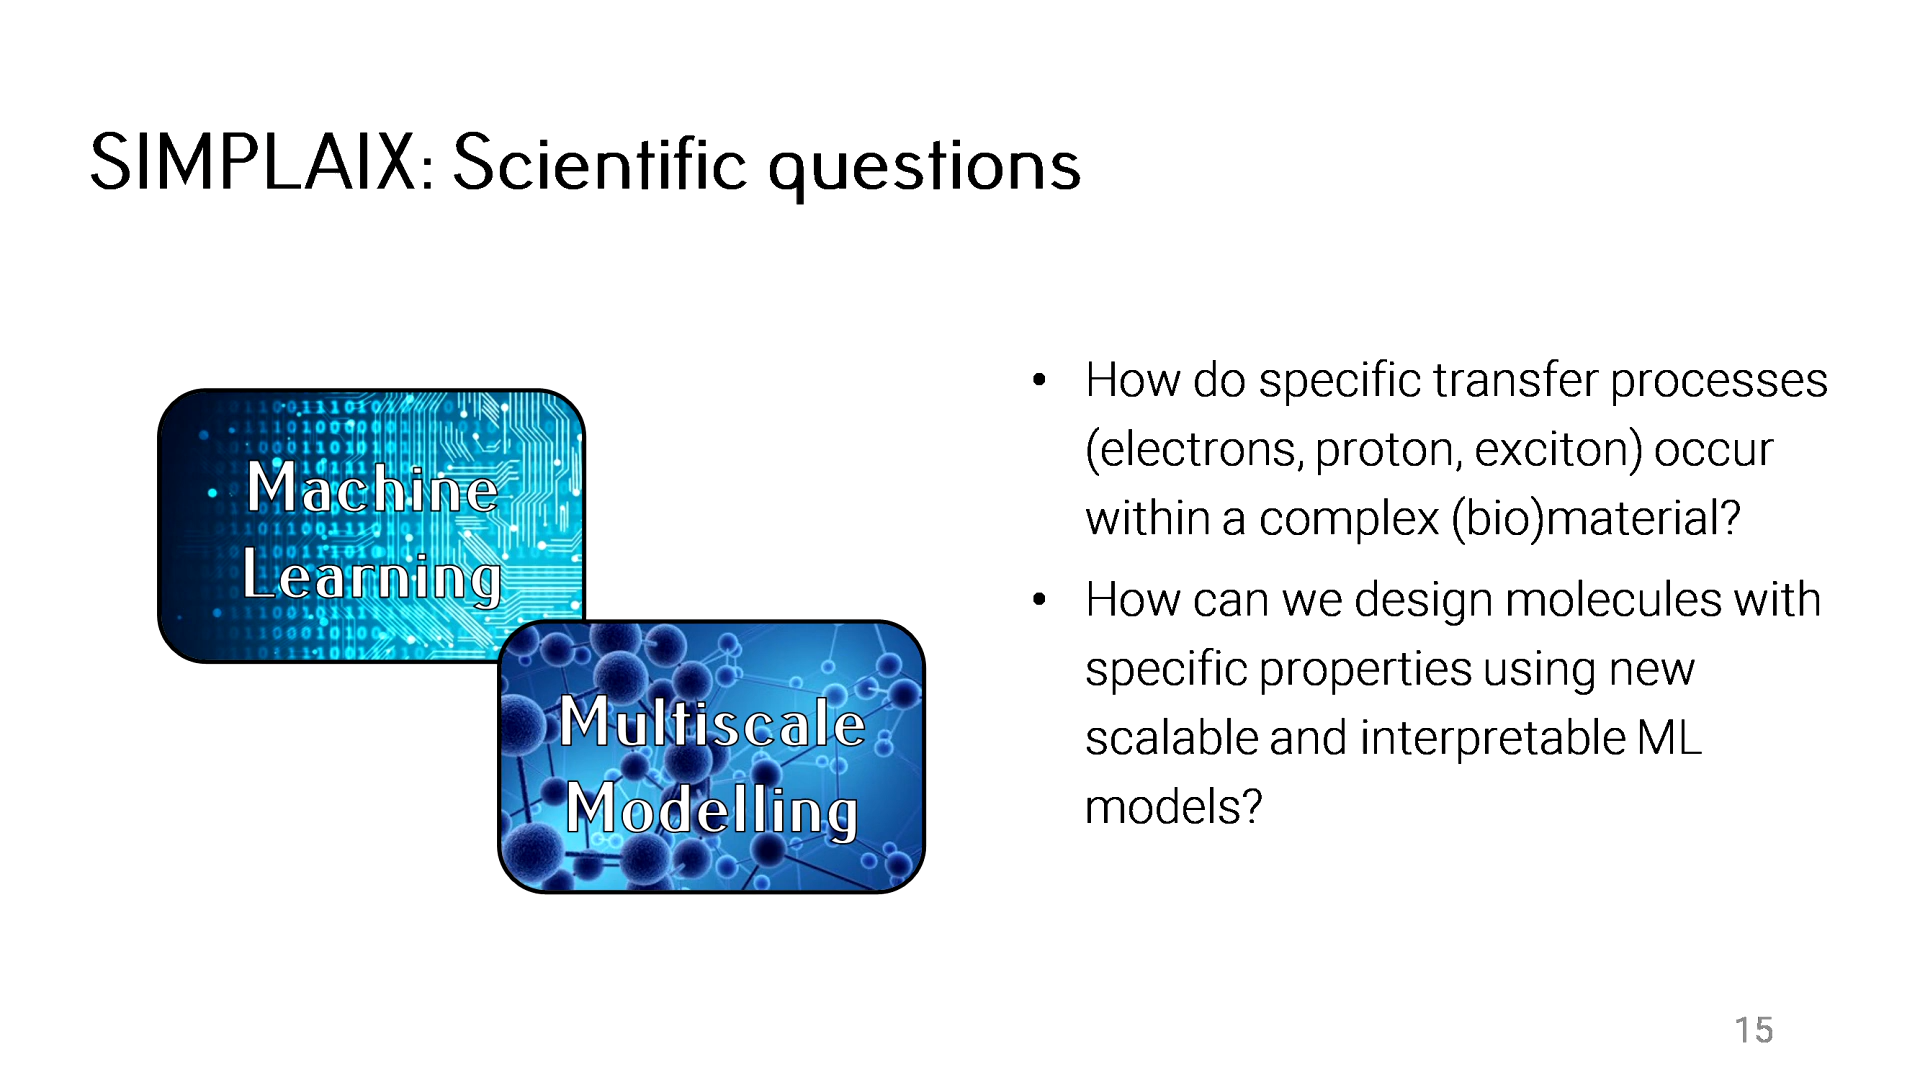 SIMPLAIX: Scientific questions
Machine
Learning
Multiscale
Modelling
• How do specific transfer processes
(electrons, proton, exciton) occur
within a complex (bio)material?
• How can we design molecules with
specific properties using new
scalable and interpretable ML
models?
15